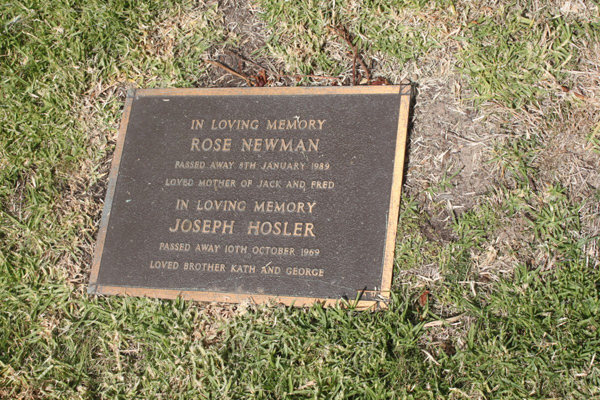 IN LOVING MEMORY
ROSE NEWMAN
PASSED AWAY 8TH JANUARY 1989
LOVED MOTHER OF JACK AND FRED
IN LOVING MEMORY
JOSEPH HOSLER
PASSED AWAY 10TH OCTOBER 1969
LOVED BROTHER KATH AND GEORGE